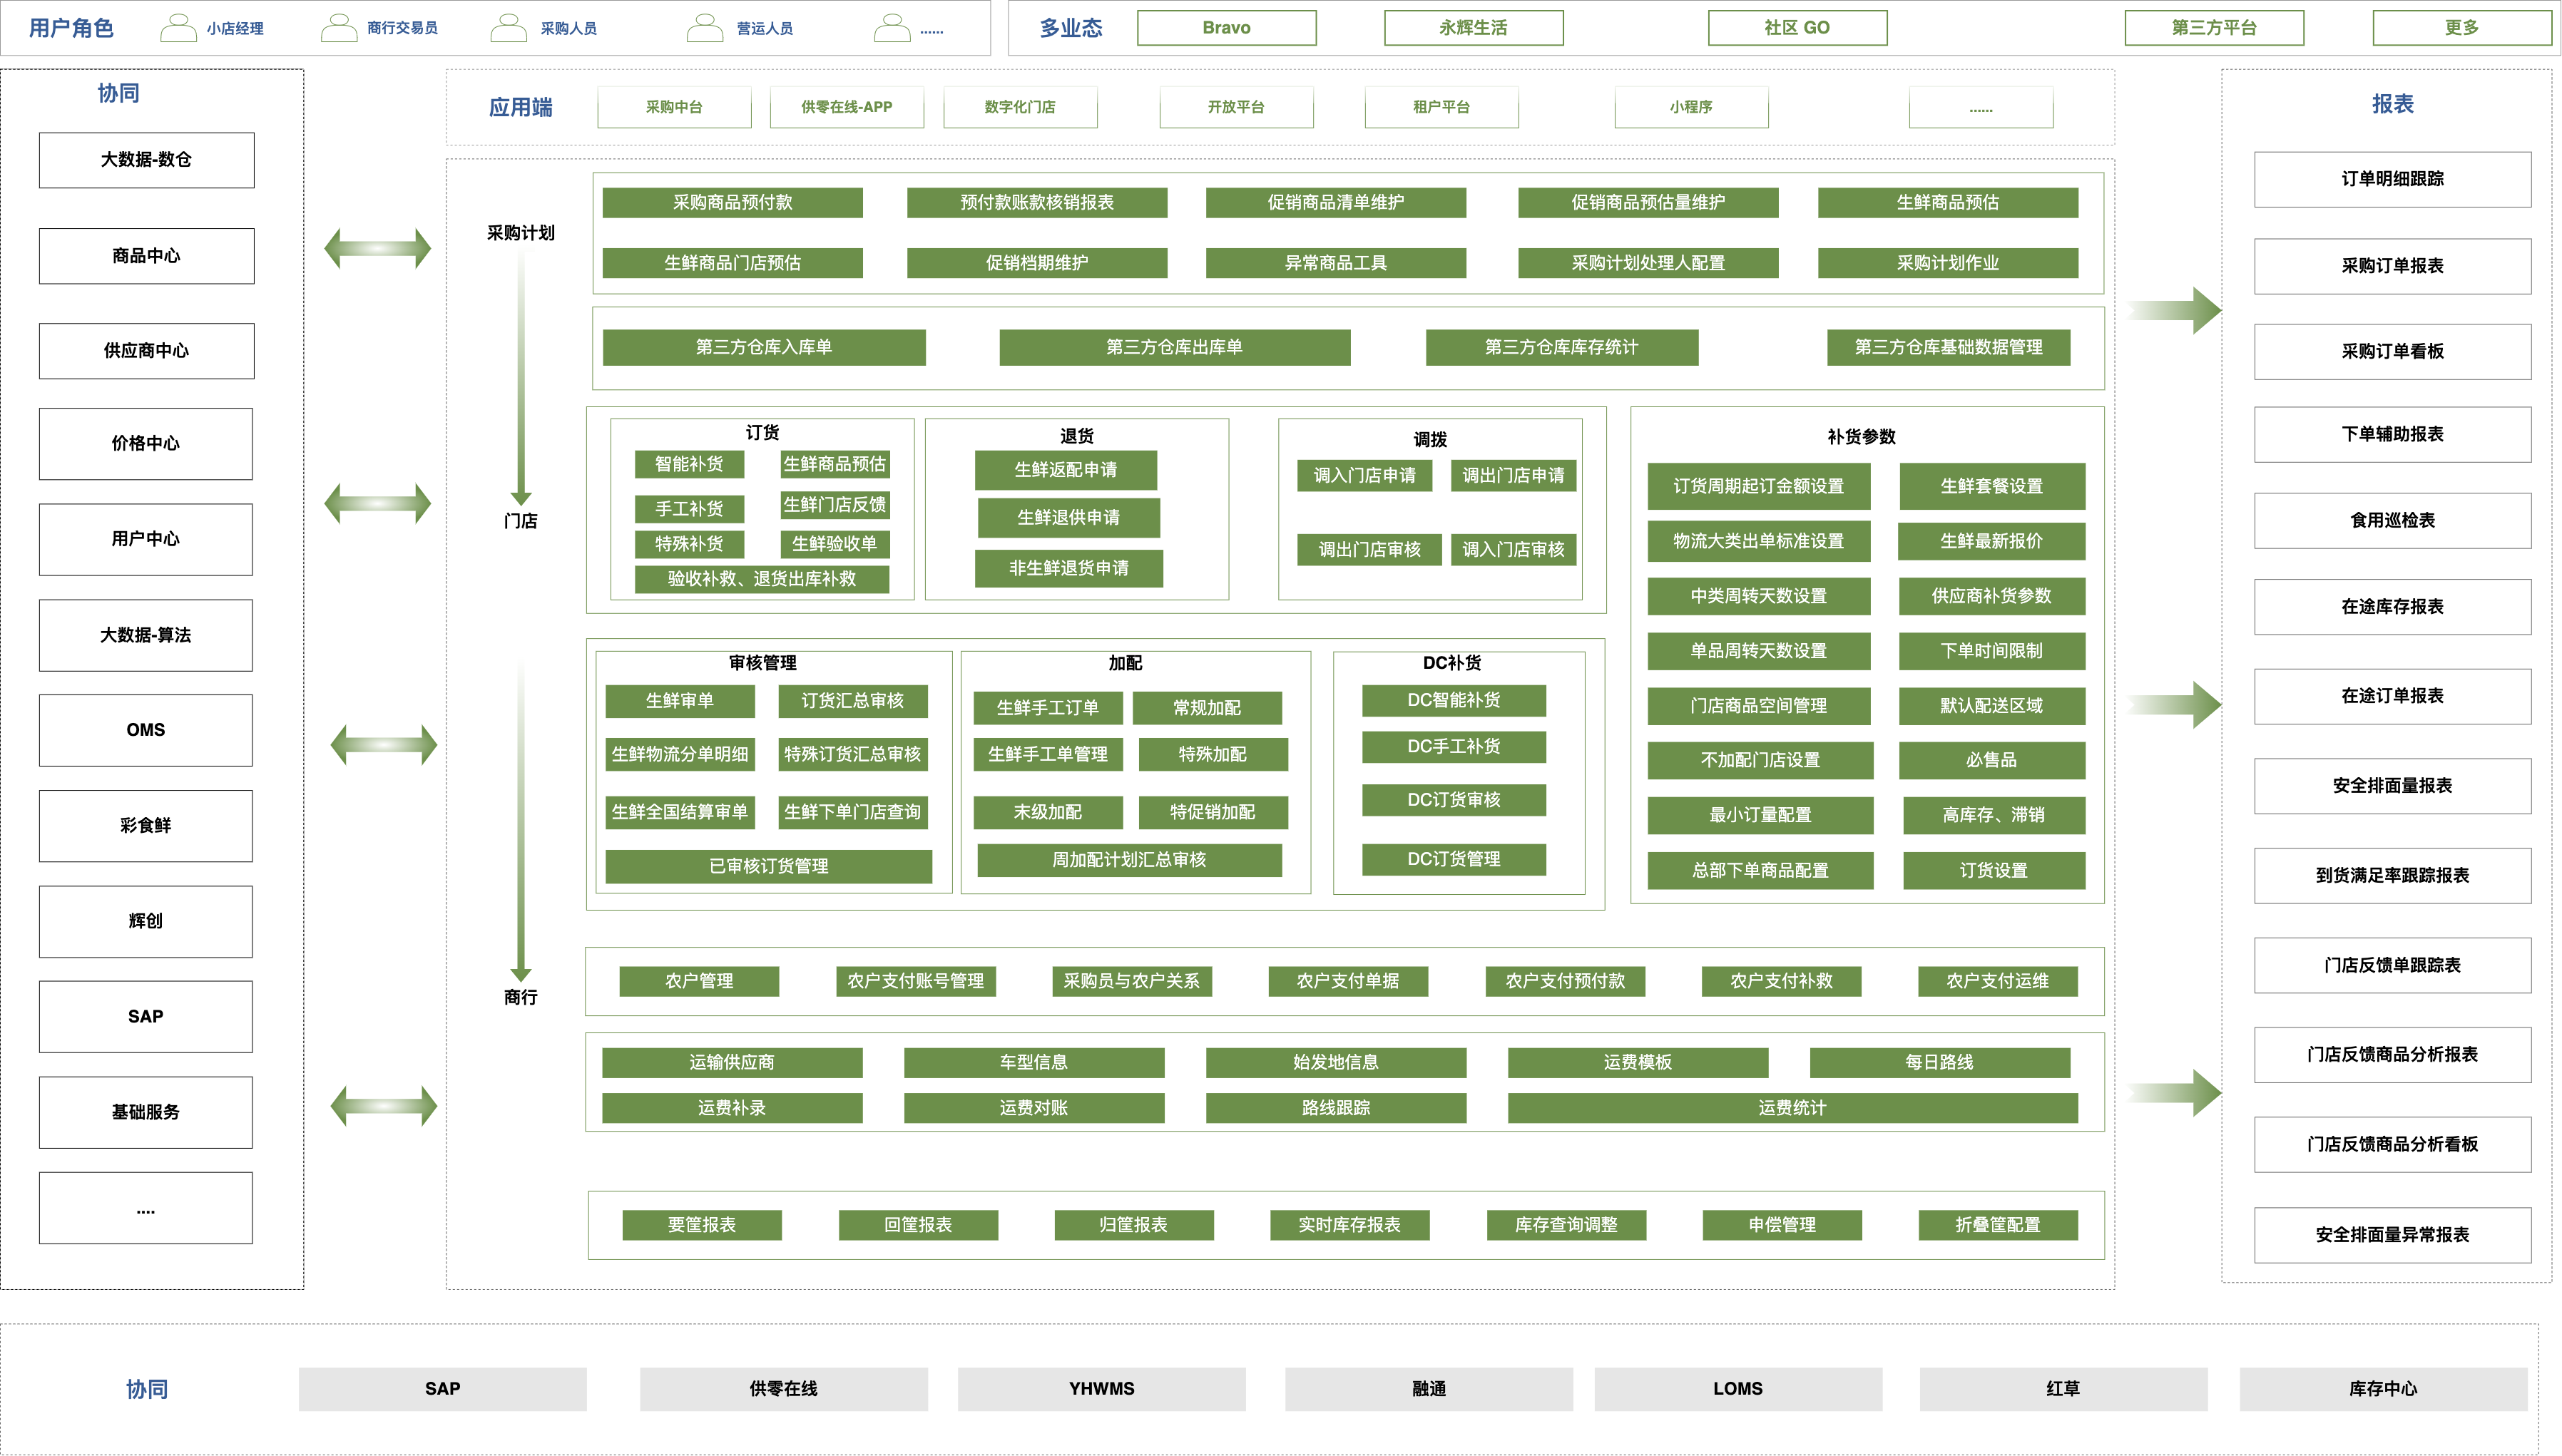 用户角色
小店经理
商行交易员
采购人员
营运人员
......
多业态
Bravo
永辉生活
社区 GO
第三方平台
更多
协同
大数据-数仓
商品中心
供应商中心
价格中心
用户中心
大数据-算法
OMS
彩食鲜
辉创
SAP
基础服务
....
应用端
采购中台
供零在线-APP
数字化门店
开放平台
租户平台
小程序
......
采购计划
门店
商行
采购商品预付款
预付款账款核销报表
促销商品清单维护
促销商品预估量维护
生鲜商品预估
生鲜商品门店预估
促销档期维护
异常商品工具
采购计划处理人配置
采购计划作业
第三方仓库入库单
第三方仓库出库单
第三方仓库库存统计
第三方仓库基础数据管理
订货
智能补货
生鲜商品预估
手工补货
生鲜门店反馈
特殊补货
生鲜验收单
验收补救、退货出库补救
退货
生鲜返配申请
生鲜退供申请
非生鲜退货申请
调拨
调入门店申请
调出门店申请
调出门店审核
调入门店审核
补货参数
订货周期起订金额设置
生鲜套餐设置
物流大类出单标准设置
生鲜最新报价
中类周转天数设置
供应商补货参数
单品周转天数设置
下单时间限制
门店商品空间管理
默认配送区域
不加配门店设置
必售品
最小订量配置
高库存、滞销
总部下单商品配置
订货设置
审核管理
生鲜审单
订货汇总审核
生鲜物流分单明细
特殊订货汇总审核
生鲜全国结算审单
生鲜下单门店查询
已审核订货管理
加配
生鲜手工订单
常规加配
生鲜手工单管理
特殊加配
末级加配
特促销加配
周加配计划汇总审核
DC补货
DC智能补货
DC手工补货
DC订货审核
DC订货管理
农户管理
农户支付账号管理
采购员与农户关系
农户支付单据
农户支付预付款
农户支付补救
农户支付运维
运输供应商
车型信息
始发地信息
运费模板
每日路线
运费补录
运费对账
路线跟踪
运费统计
要筐报表
回筐报表
归筐报表
实时库存报表
库存查询调整
申偿管理
折叠筐配置
报表
订单明细跟踪
采购订单报表
采购订单看板
下单辅助报表
食用巡检表
在途库存报表
在途订单报表
安全排面量报表
到货满足率跟踪报表
门店反馈单跟踪表
门店反馈商品分析报表
门店反馈商品分析看板
安全排面量异常报表
协同
SAP
供零在线
YHWMS
融通
LOMS
红草
库存中心